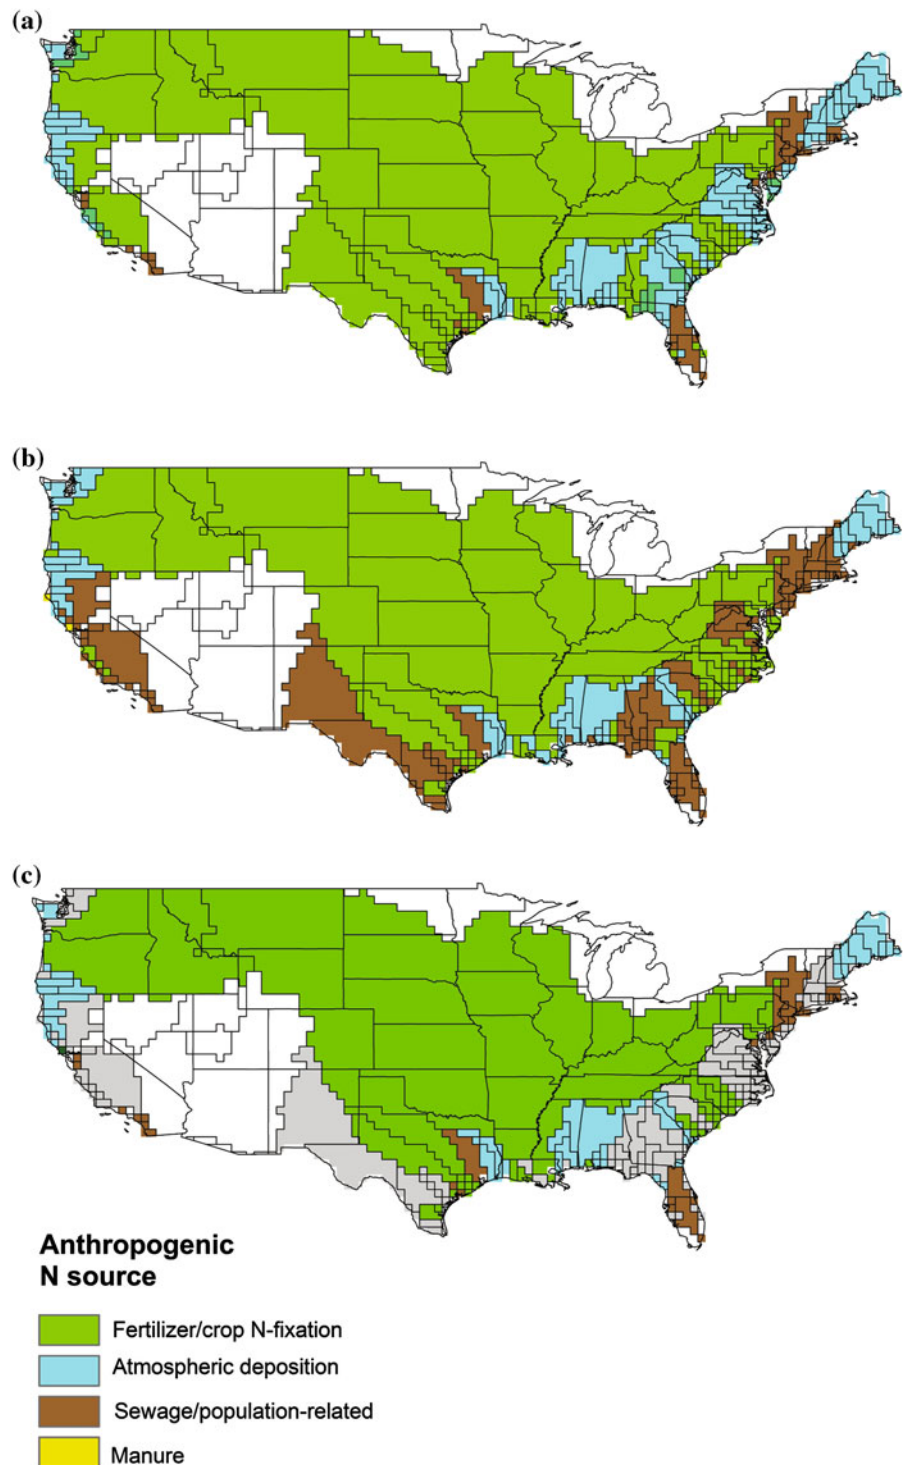 (a)
(b)
(c)
Anthropogenic
N source
Fertilizer/crop N-fixation
Atmospheric deposition
Sewage/population-related
Manure